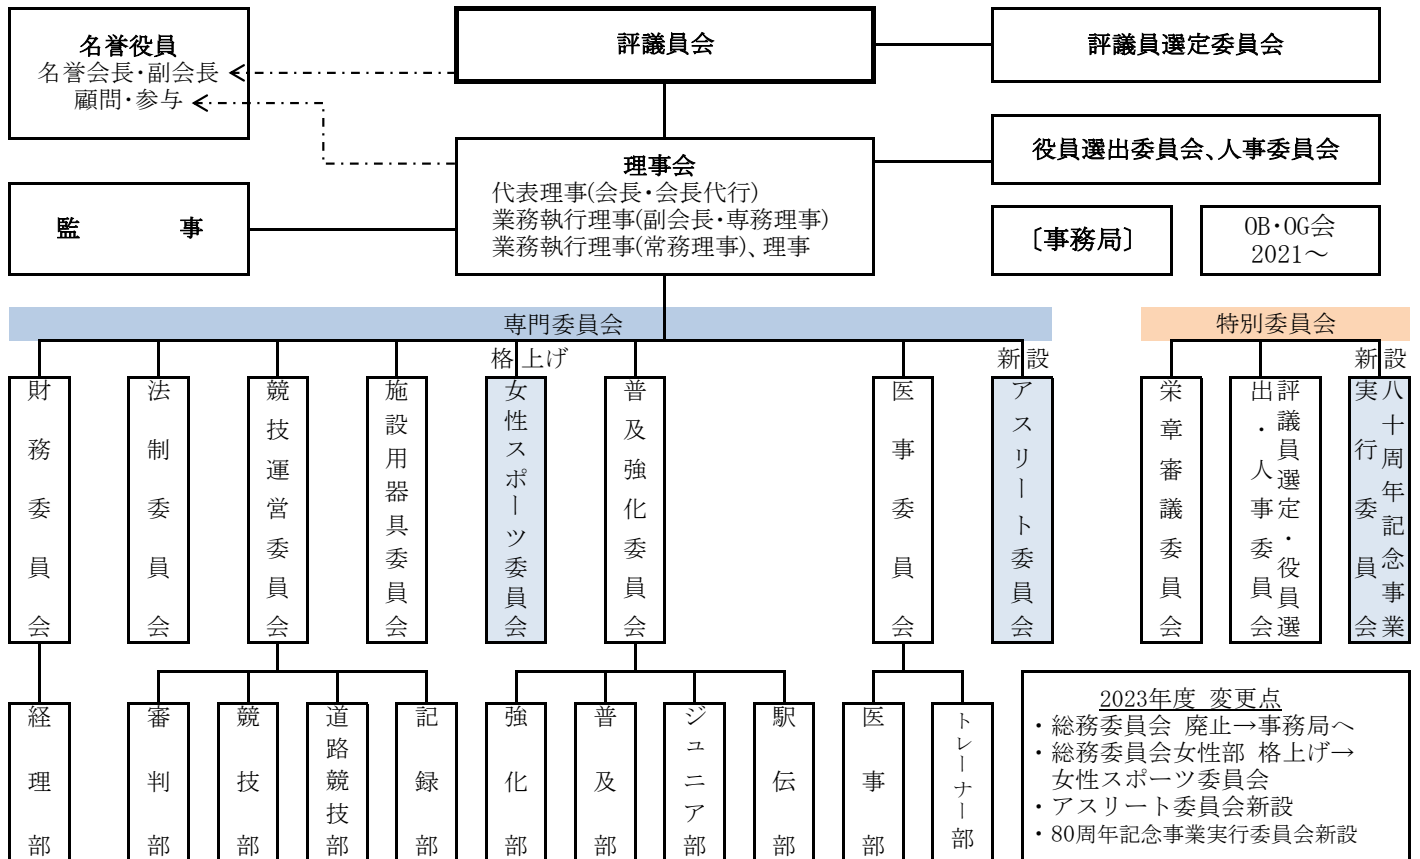 名誉役員
名誉会長・副会長
顧問・参与
評議員会
評議員選定委員会
役員選出委員会、人事委員会
理事会
代表理事(会長・会長代行)
業務執行理事(副会長・専務理事)
業務執行理事(常務理事)、理事
監　　　事
〔事務局〕
OB・OG会
2021～
専門委員会
特別委員会
格上げ
新設
新設
財務委員会
法制委員会
競技運営委員会
施設用器具委員会
女性スポーツ委員会
普及強化委員会
医事委員会
アスリート委員会
栄章審議委員会
評議員選定・役員選
出・人事委員会
八十周年記念事業
実行委員会
経理部
審判部
競技部
道路競技部
記録部
強化部
普及部
ジュニア部
駅伝部
医事部
トレーナー部
2023年度 変更点
・総務委員会 廃止→事務局へ
・総務委員会女性部 格上げ→
女性スポーツ委員会
・アスリート委員会新設
・80周年記念事業実行委員会新設